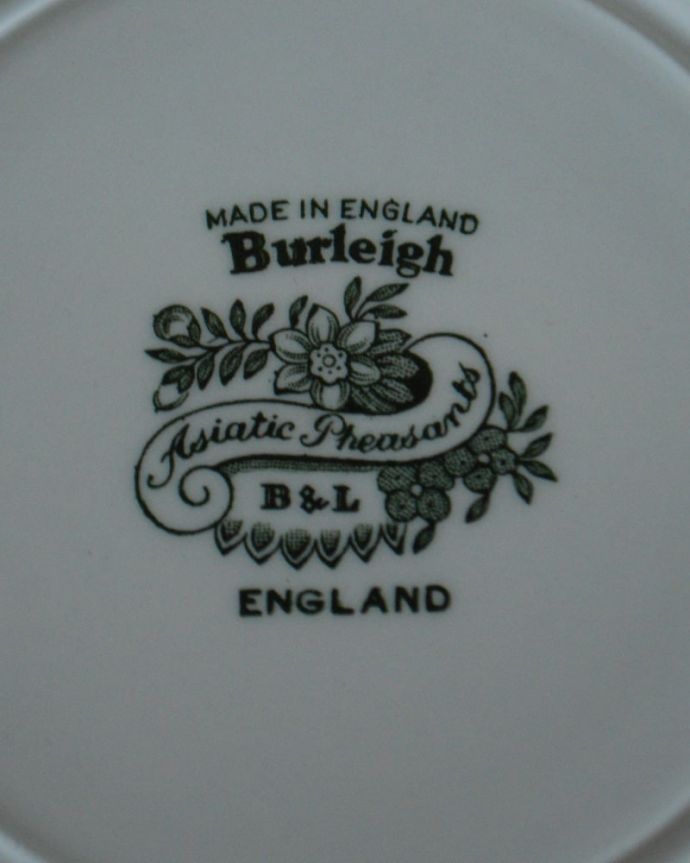 MADE IN ENGLAND
Burleigh
Asiatic Pheasants
B & L
ENGLAND